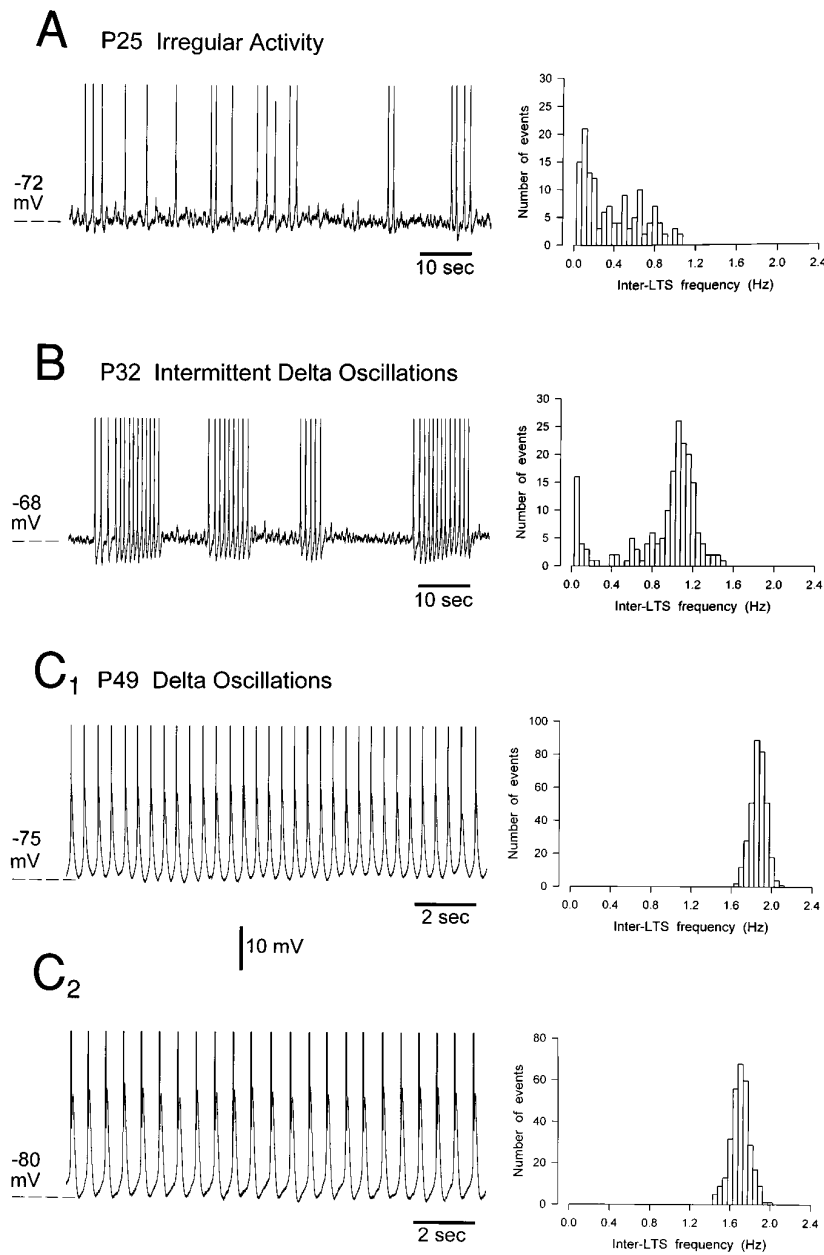 A P25 Irregular Activity
-72
mV
10 sec
Number of events
30
25
20
15
10
5
0
0.0 0.4 0.8 1.2 1.6 2.0 2.4
Inter-LTS frequency (Hz)
B P32 Intermittent Delta Oscillations
-68
mV
10 sec
Number of events
30
25
20
15
10
5
0
0.0 0.4 0.8 1.2 1.6 2.0 2.4
Inter-LTS frequency (Hz)
C1 P49 Delta Oscillations
-75
mV
2 sec
Number of events
100
80
60
40
20
0
0.0 0.4 0.8 1.2 1.6 2.0 2.4
Inter-LTS frequency (Hz)
10 mV
C2
-80
mV
2 sec
Number of events
80
60
40
20
0
0.0 0.4 0.8 1.2 1.6 2.0 2.4
Inter-LTS frequency (Hz)